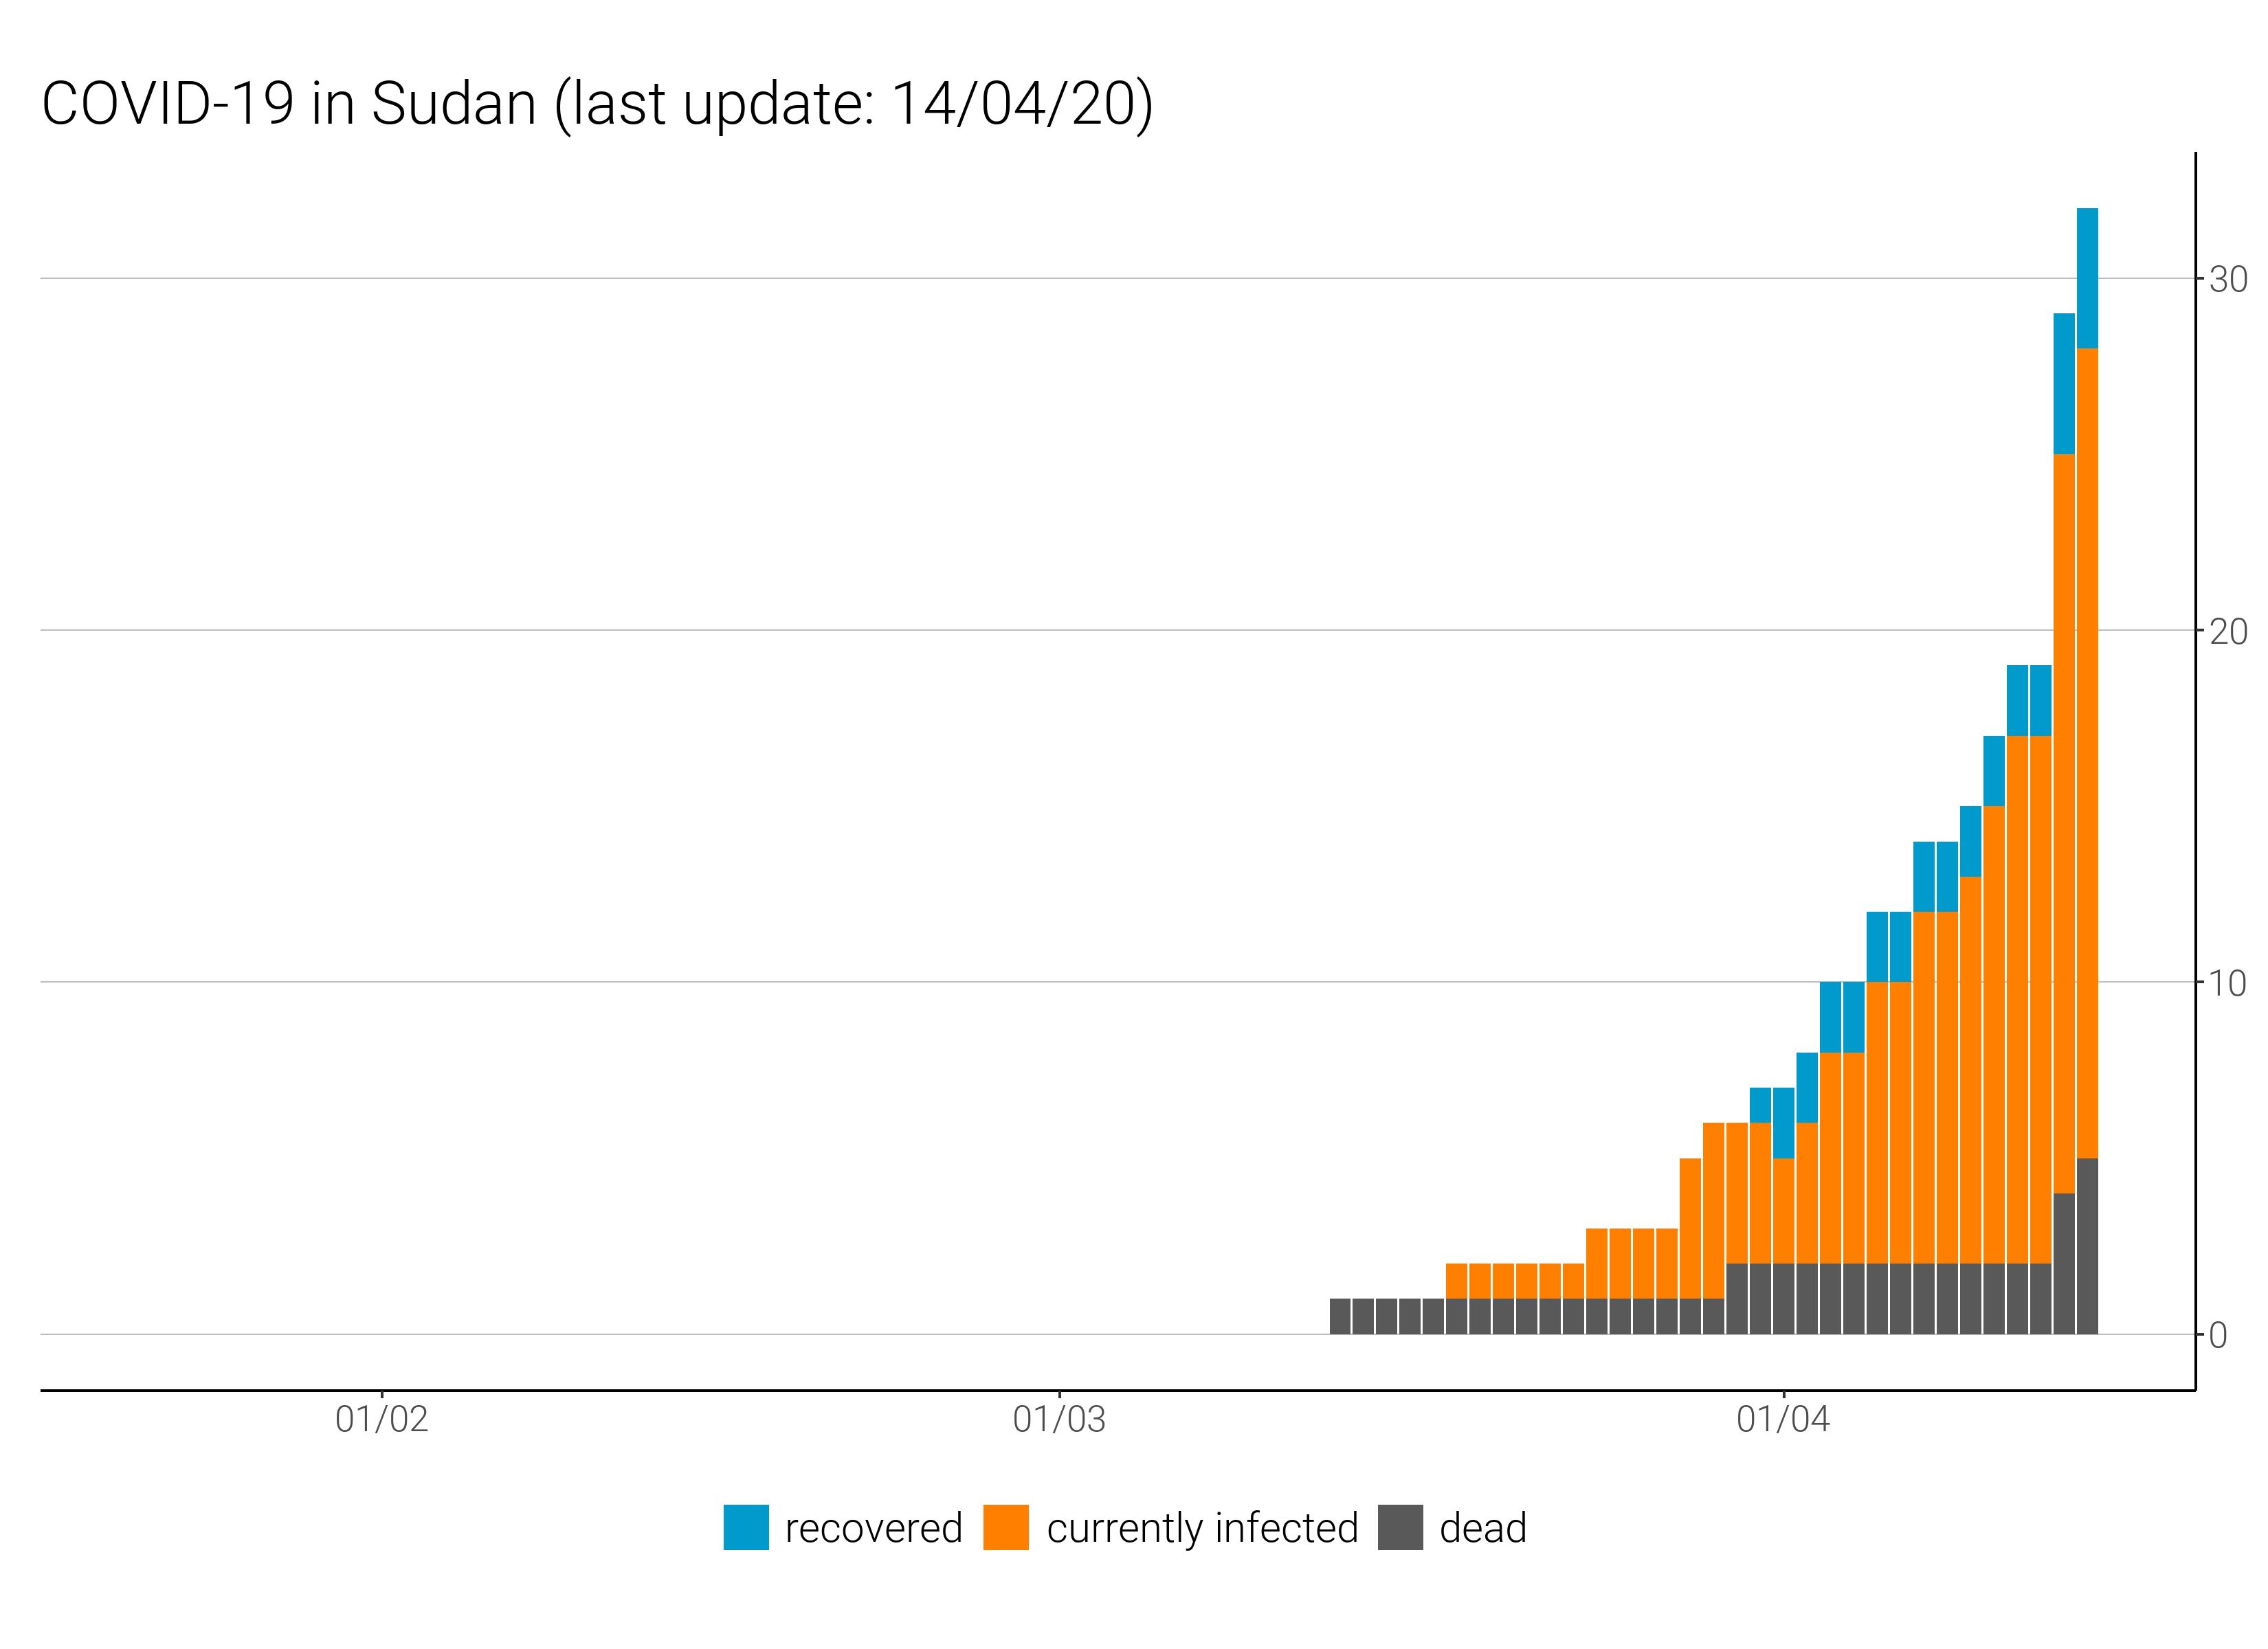 COVID-19 in Sudan (last update: 14/04/20)
30
20
10
0
01/02 01/03 01/04
recovered currently infected dead